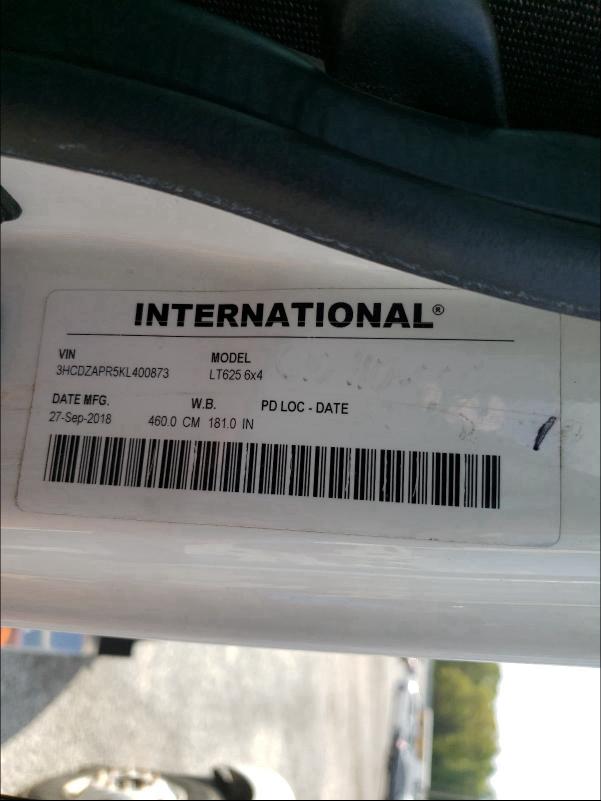 INTERNATIONAL®
VIN MODEL
3HCDZAPR5KL400873 LT625 6x4
DATE MFG. W.B. PD LOC - DATE
27-Sep-2018 460.0 CM 181.0 IN